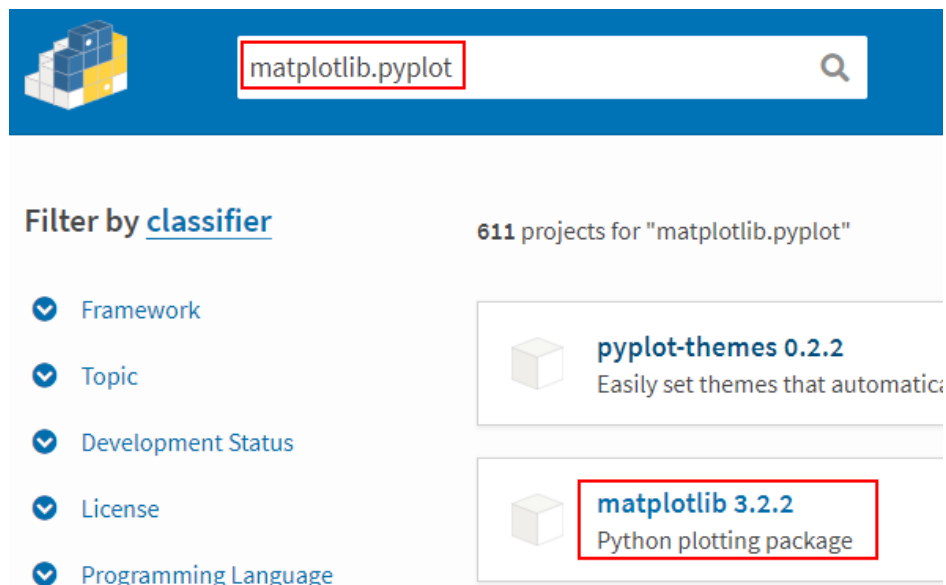 matplotlib.pyplot
Filter by classifier
611 projects for "matplotlib.pyplot"
Framework
Topic
Development Status
License
Programming Language
pyplot-themes 0.2.2
Easily set themes that automatica
matplotlib 3.2.2
Python plotting package